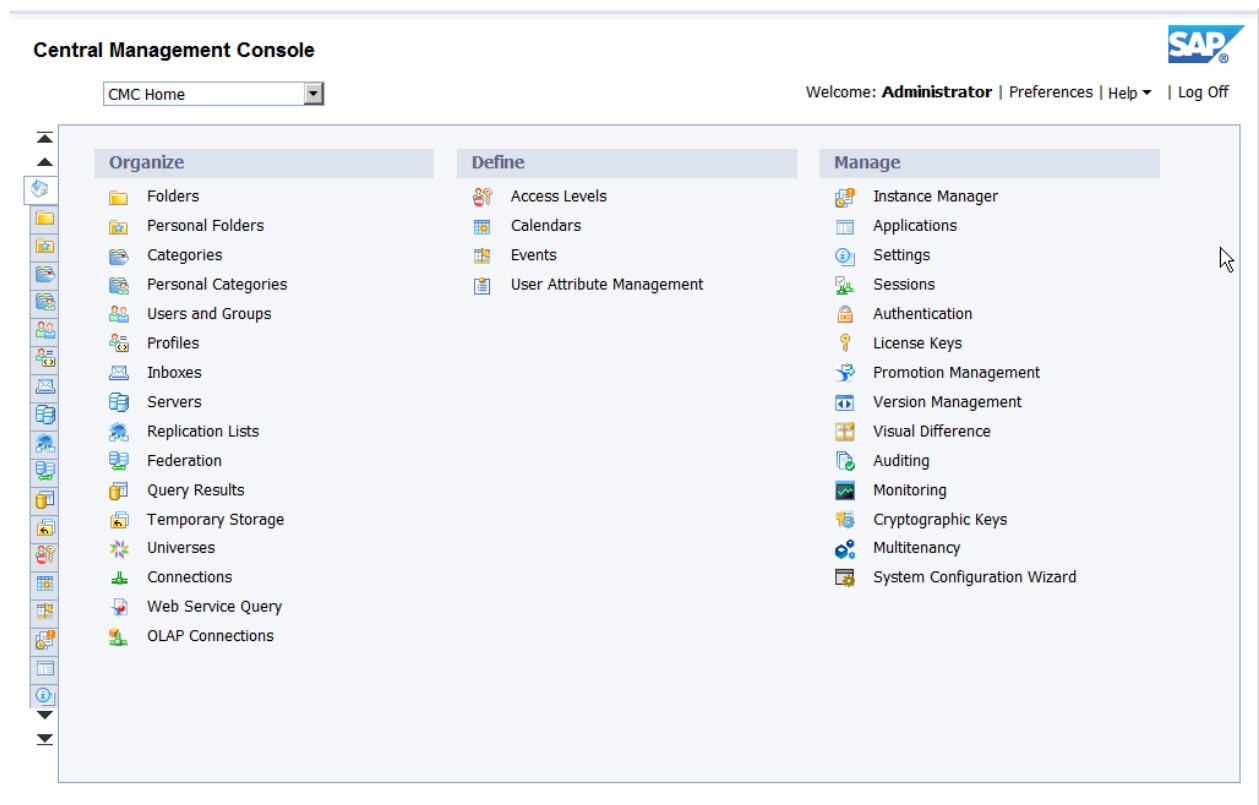 Central Management Console
SAP®
CMC Home
Welcome: Administrator | Preferences | Help | Log Off
Organize
Folders
Personal Folders
Categories
Personal Categories
Users and Groups
Profiles
Inboxes
Servers
Replication Lists
Federation
Query Results
Temporary Storage
Universes
Connections
Web Service Query
OLAP Connections
Define
Access Levels
Calendars
Events
User Attribute Management
Manage
Instance Manager
Applications
Settings
Sessions
Authentication
License Keys
Promotion Management
Version Management
Visual Difference
Auditing
Monitoring
Cryptographic Keys
Multitenancy
System Configuration Wizard